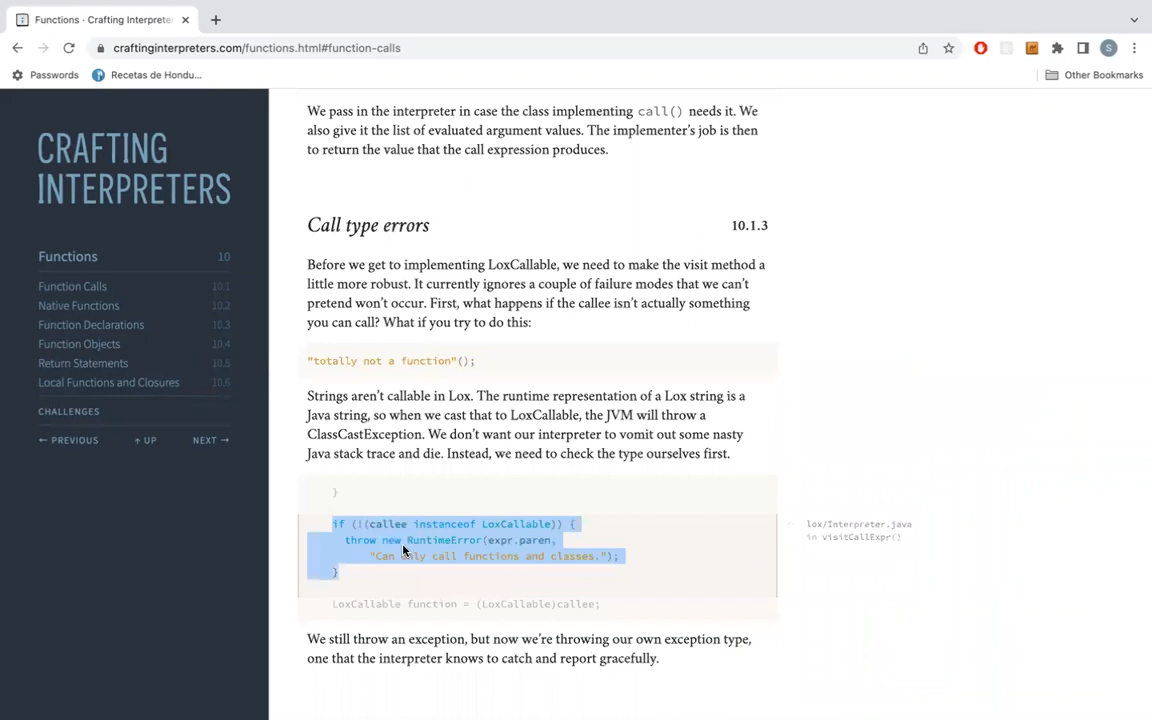 Functions · Crafting Interprete
craftinginterpreters.com/functions.html#function-calls
S
Passwords
Recetas de Hondu...
Other Bookmarks
CRAFTING
INTERPRETERS
Functions 10
Function Calls 10.1
Native Functions 10.2
Function Declarations 10.3
Function Objects 10.4
Return Statements 10.5
Local Functions and Closures 10.6
CHALLENGES
← PREVIOUS ↑ UP NEXT →
We pass in the interpreter in case the class implementing call() needs it. We
also give it the list of evaluated argument values. The implementer’s job is then
to return the value that the call expression produces.
Call type errors 10.1.3
Before we get to implementing LoxCallable, we need to make the visit method a
little more robust. It currently ignores a couple of failure modes that we can’t
pretend won’t occur. First, what happens if the callee isn’t actually something
you can call? What if you try to do this:
"totally not a function"();
Strings aren’t callable in Lox. The runtime representation of a Lox string is a
Java string, so when we cast that to LoxCallable, the JVM will throw a
ClassCastException. We don’t want our interpreter to vomit out some nasty
Java stack trace and die. Instead, we need to check the type ourselves first.
}
if (!(callee instanceof LoxCallable)) {
throw new RuntimeError(expr.paren,
"Can only call functions and classes.");
}
LoxCallable function = (LoxCallable)callee;
lox/Interpreter.java
in visitCallExpr()
We still throw an exception, but now we’re throwing our own exception type,
one that the interpreter knows to catch and report gracefully.